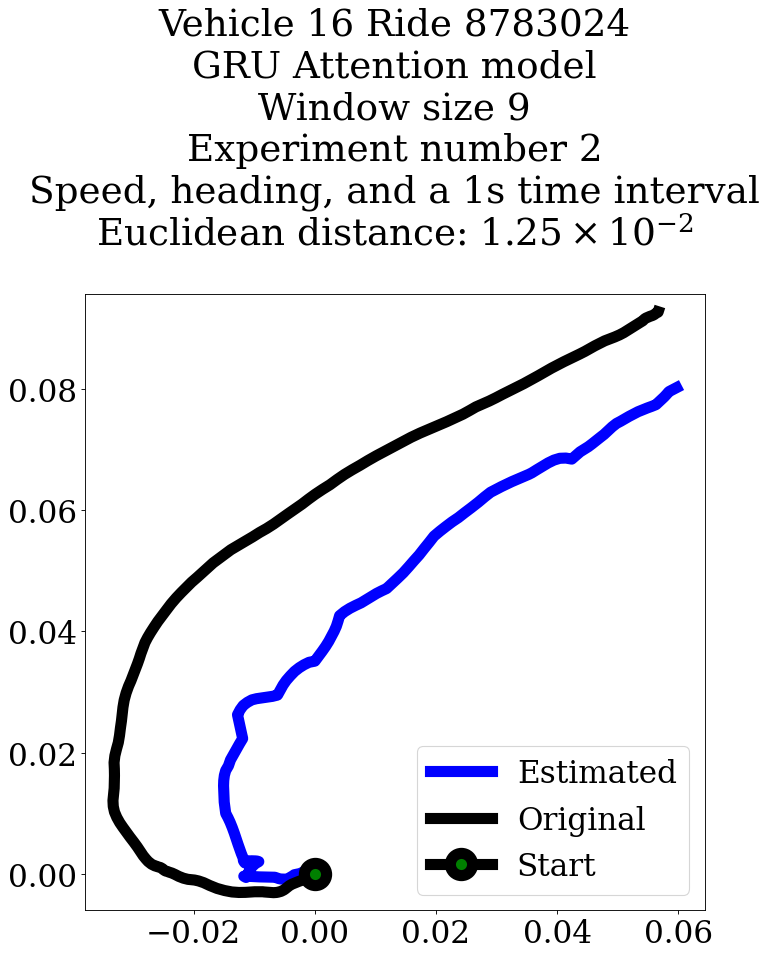 Vehicle 16 Ride 8783024
GRU Attention model
Window size 9
Experiment number 2
Speed, heading, and a 1s time interval
Euclidean distance: 1.25 × 10⁻²
0.08
0.06
0.04
0.02
0.00
Estimated
Original
Start
−0.02 0.00 0.02 0.04 0.06